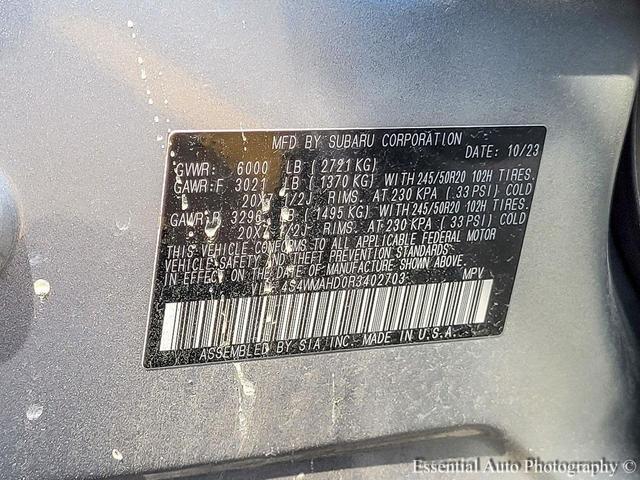 MFD BY SUBARU CORPORATION
DATE: 10/23
GVWR: 6000 LB ( 2721 KG)
GAWR:F 3021 LB ( 1370 KG) WITH 245/50R20 102H TIRES.
20X7 1/2J RIMS. AT 230 KPA ( 33 PSI) COLD
GAWR:R 3296 LB ( 1495 KG) WITH 245/50R20 102H TIRES.
20X7 1/2J RIMS. AT 230 KPA ( 33 PSI) COLD
THIS VEHICLE CONFORMS TO ALL APPLICABLE FEDERAL MOTOR
VEHICLE SAFETY AND THEFT PREVENTION STANDARDS
IN EFFECT ON THE DATE OF MANUFACTURE SHOWN ABOVE.
4S4VMAHD0R3402703 MPV
ASSEMBLED BY SIA INC. MADE IN U.S.A.
Essential Auto Photography ©